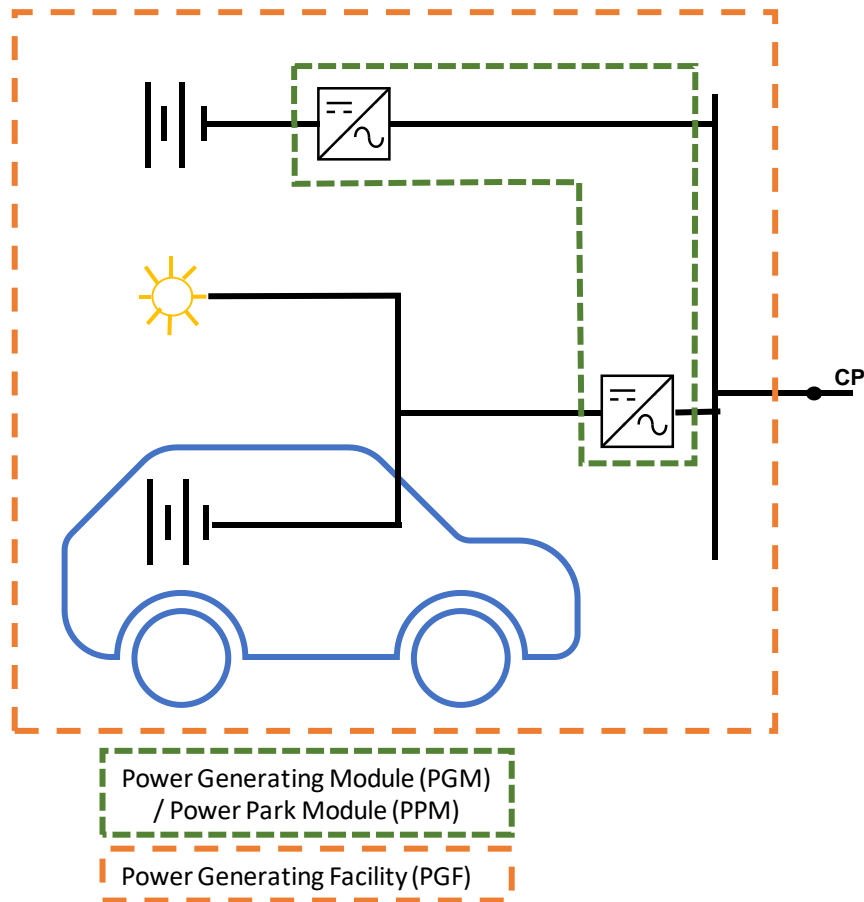 CP
Power Generating Module (PGM)
/ Power Park Module (PPM)
Power Generating Facility (PGF)